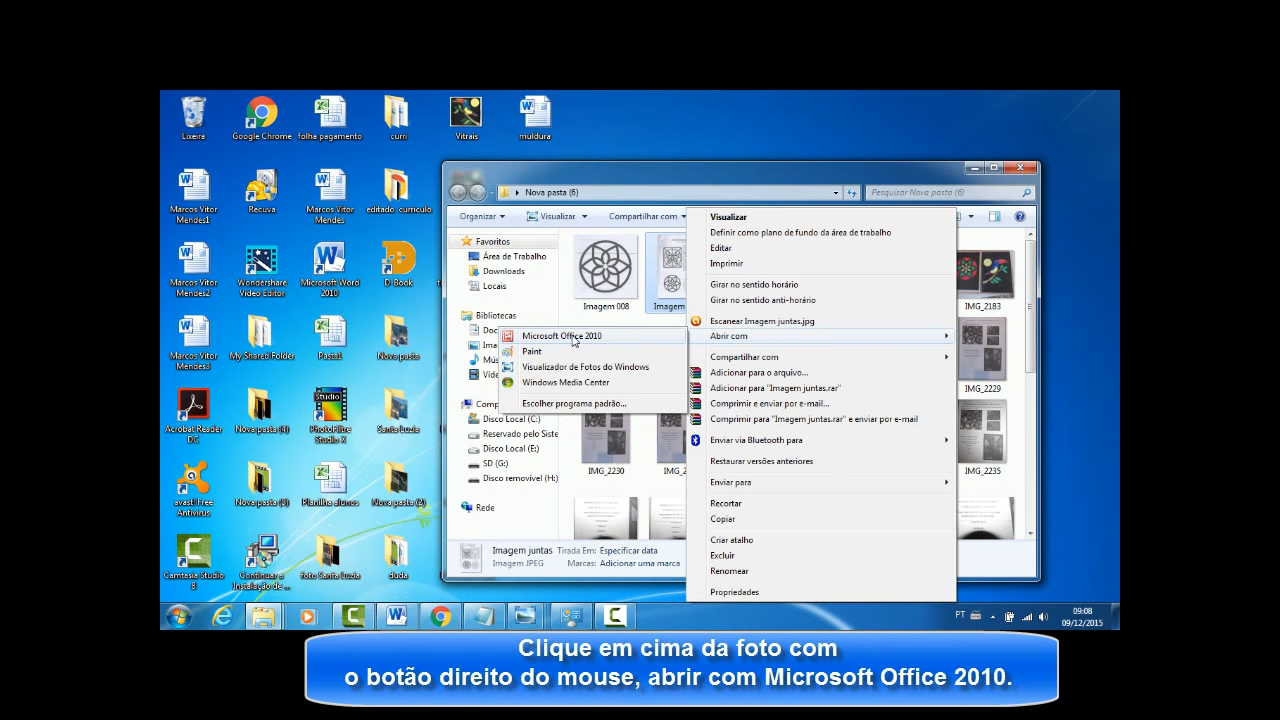 Lixeira
Google Chrome
folha pagamento
curri
Vitrais
muldura
Marcos Vitor
Mendes1
Recuva
Marcos Vitor
Mendes
editado_curriculo
Marcos Vitor
Mendes2
Wondershare
Video Editor
Microsoft Word
2010
D-Book
Marcos Vitor
Mendes3
My Shared Folder
Pasta1
Nova pasta
Acrobat Reader
DC
Nova pasta (4)
PhotoFiltre
Studio X
Santa Luzia
avast! Free
Antivirus
Nova pasta (3)
Planilha alunos
Nova pasta (2)
Camtasia Studio
8
Continuar a
Instalação de ...
foto Santa Luzia
duda
Nova pasta (6)
Pesquisar Nova pasta (6)
Organizar
Visualizar
Compartilhar com
Favoritos
Área de Trabalho
Downloads
Locais
Bibliotecas
Doc
Ima
Mús
Víde
Comp
Disco Local (C:)
Reservado pelo Siste
Disco Local (E:)
SD (G:)
Disco removível (H:)
Rede
Imagem 008
Imagem
IMG_2183
IMG_2229
IMG_2230
IMG_2
IMG_2235
Visualizar
Definir como plano de fundo da área de trabalho
Editar
Imprimir
Girar no sentido horário
Girar no sentido anti-horário
Escanear Imagem juntas.jpg
Abrir com
Compartilhar com
Adicionar para o arquivo...
Adicionar para "Imagem juntas.rar"
Comprimir e enviar por e-mail...
Comprimir para "Imagem juntas.rar" e enviar por e-mail
Enviar via Bluetooth para
Restaurar versões anteriores
Enviar para
Recortar
Copiar
Criar atalho
Excluir
Renomear
Propriedades
Microsoft Office 2010
Paint
Visualizador de Fotos do Windows
Windows Media Center
Escolher programa padrão...
Imagem juntas Tirada Em: Especificar data
Imagem JPEG Marcas: Adicionar uma marca
PT
09:08
09/12/2015
Clique em cima da foto com
o botão direito do mouse, abrir com Microsoft Office 2010.